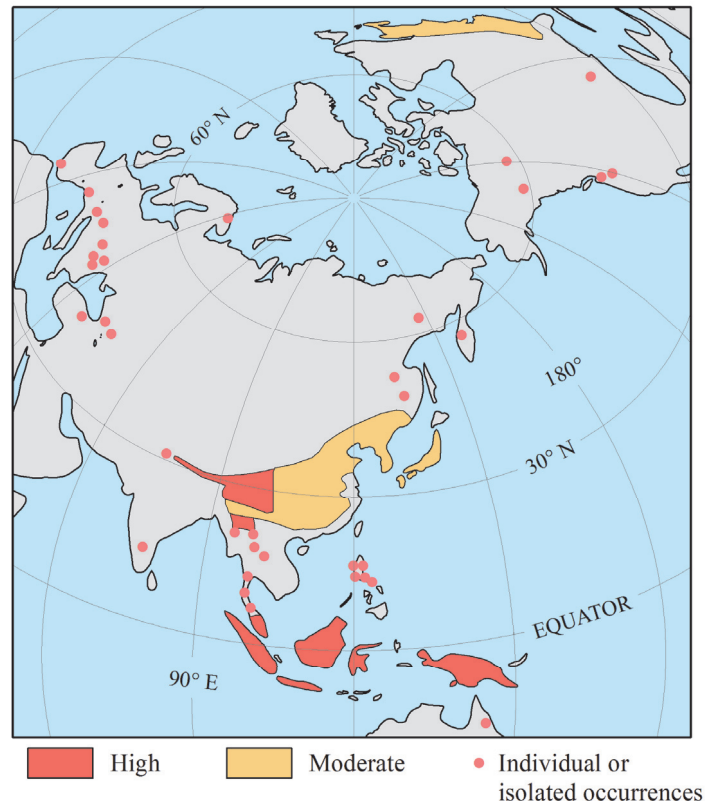 60° N
180°
30° N
EQUATOR
90° E
High
Moderate
Individual or
isolated occurrences